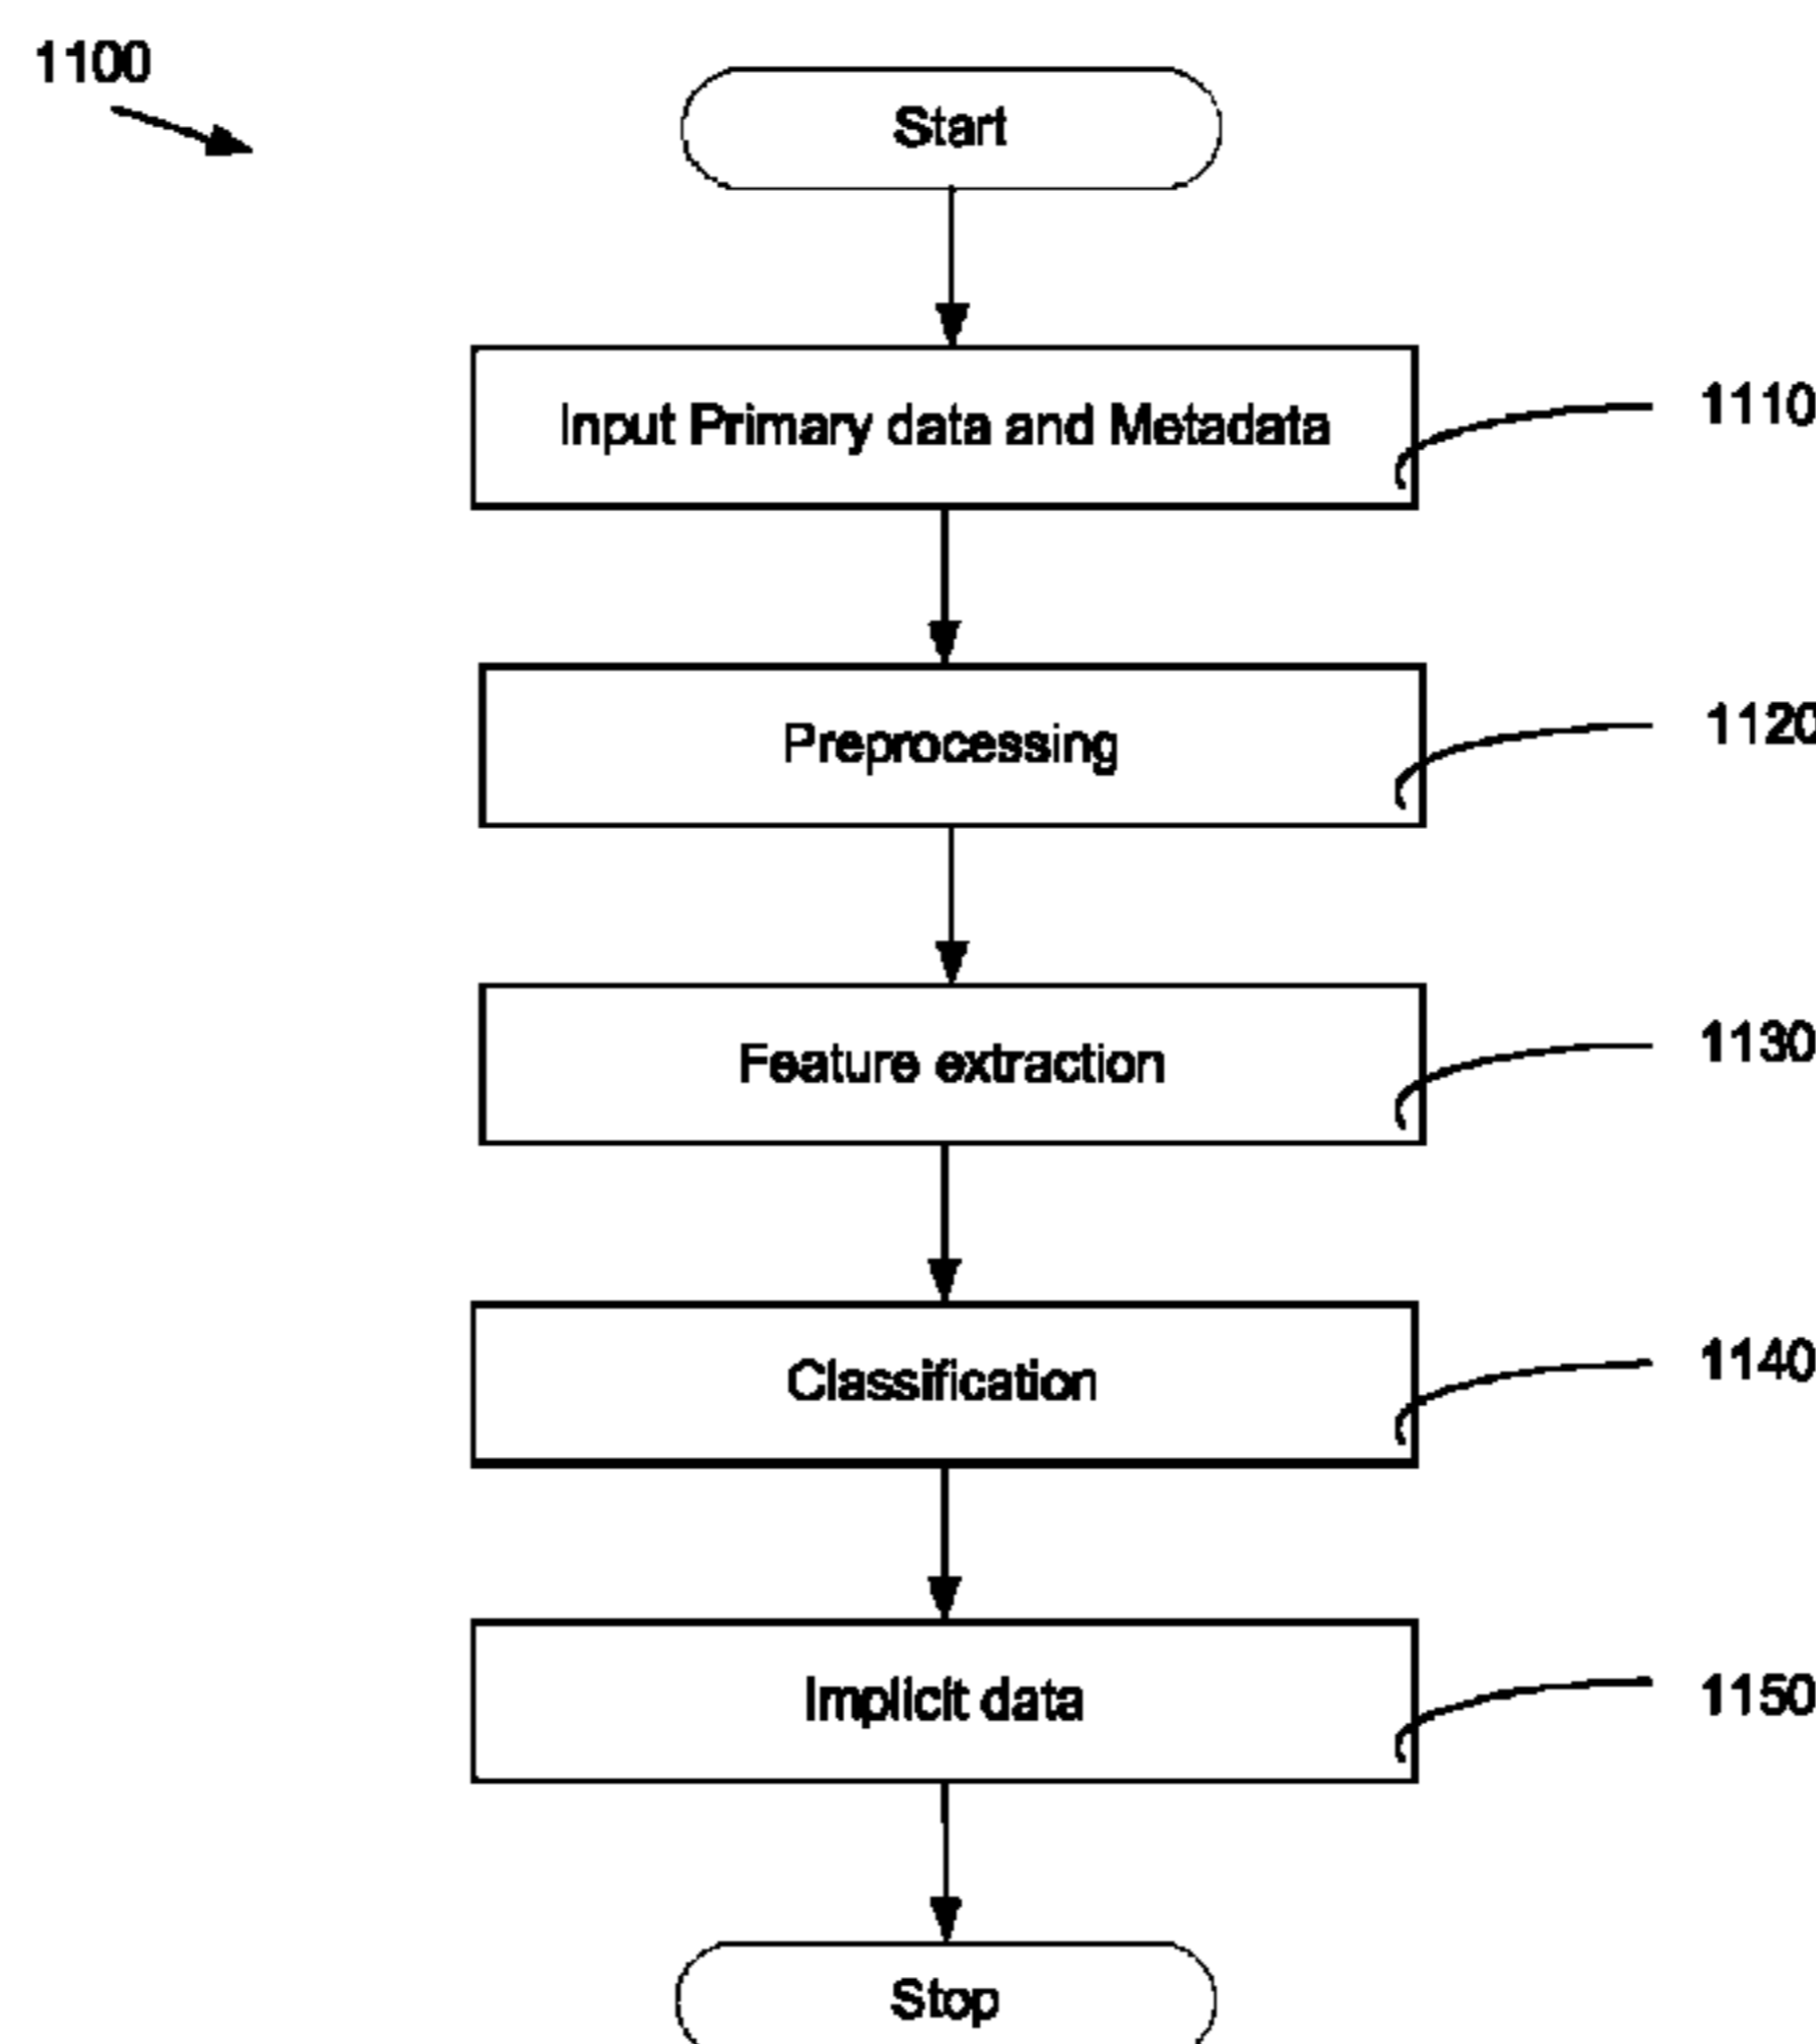 1100
Start
Input Primary data and Metadata
1110
Preprocessing
1120
Feature extraction
1130
Classification
1140
Implicit data
1150
Stop